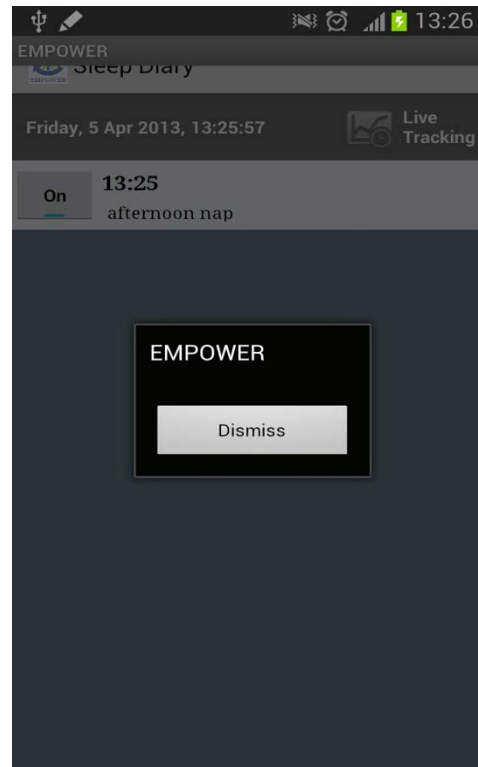 13:26
EMPOWER
Sleep Diary
Friday, 5 Apr 2013, 13:25:57
Live
Tracking
On
13:25
afternoon nap
EMPOWER
Dismiss